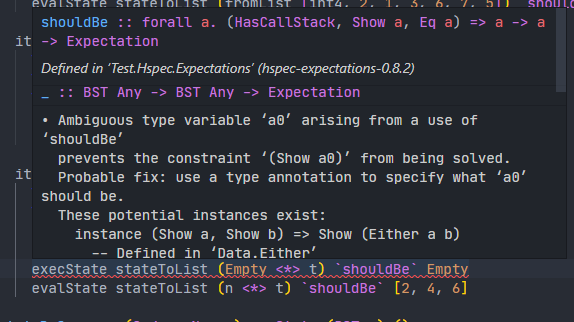 evalState stateToList (fromList [int4, 2, 1, 3, 6, 7, 5])
shouldBe :: forall a. (HasCallStack, Show a, Eq a) => a -> a
it -> Expectation
Defined in ‘Test.Hspec.Expectations’ (hspec-expectations-0.8.2)
_ :: BST Any -> BST Any -> Expectation
• Ambiguous type variable ‘a0’ arising from a use of
‘shouldBe’
prevents the constraint ‘(Show a0)’ from being solved.
Probable fix: use a type annotation to specify what ‘a0’
it should be.
These potential instances exist:
instance (Show a, Show b) => Show (Either a b)
-- Defined in ‘Data.Either’
execState stateToList (Empty <*> t) `shouldBe` Empty
evalState stateToList (n <*> t) `shouldBe` [2, 4, 6]